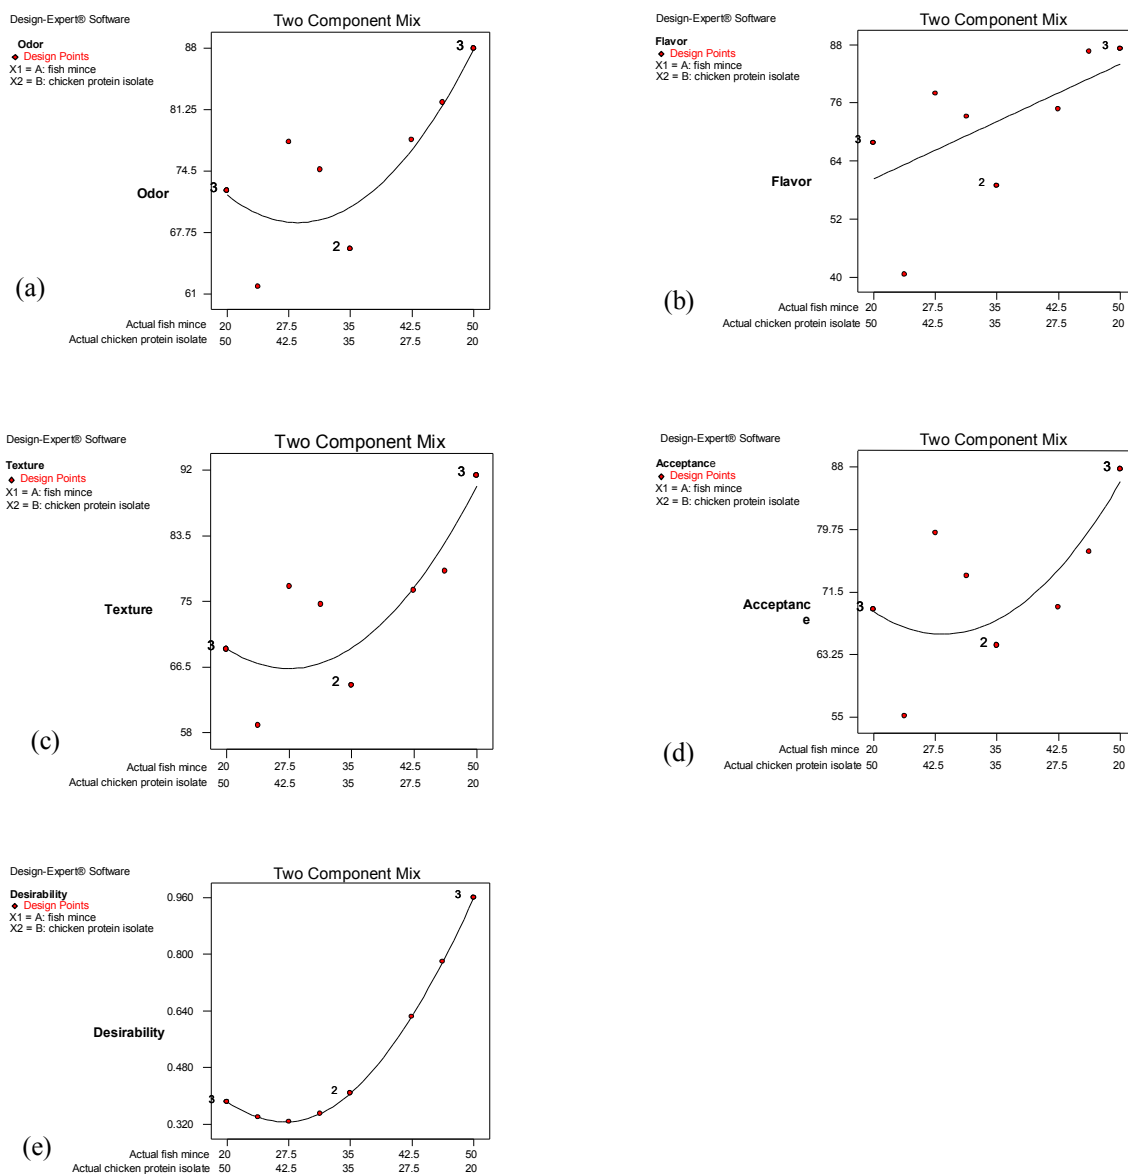 Design-Expert® Software
Two Component Mix
Odor
Design Points
X1 = A: fish mince
X2 = B: chicken protein isolate
88
81.25
74.5
67.75
61
Odor
3
3
2
(a)
Actual fish mince 20 27.5 35 42.5 50
Actual chicken protein isolate 50 42.5 35 27.5 20
Design-Expert® Software
Two Component Mix
Flavor
Design Points
X1 = A: fish mince
X2 = B: chicken protein isolate
88
76
64
52
40
Flavor
3
3
2
(b)
Actual fish mince 20 27.5 35 42.5 50
Actual chicken protein isolate 50 42.5 35 27.5 20
Design-Expert® Software
Two Component Mix
Texture
Design Points
X1 = A: fish mince
X2 = B: chicken protein isolate
92
83.5
75
66.5
58
Texture
3
3
2
(c)
Actual fish mince 20 27.5 35 42.5 50
Actual chicken protein isolate 50 42.5 35 27.5 20
Design-Expert® Software
Two Component Mix
Acceptance
Design Points
X1 = A: fish mince
X2 = B: chicken protein isolate
88
79.75
71.5
63.25
55
Acceptanc
e
3
3
2
(d)
Actual fish mince 20 27.5 35 42.5 50
Actual chicken protein isolate 50 42.5 35 27.5 20
Design-Expert® Software
Two Component Mix
Desirability
Design Points
X1 = A: fish mince
X2 = B: chicken protein isolate
0.960
0.800
0.640
0.480
0.320
Desirability
3
2
3
(e)
Actual fish mince 20 27.5 35 42.5 50
Actual chicken protein isolate 50 42.5 35 27.5 20